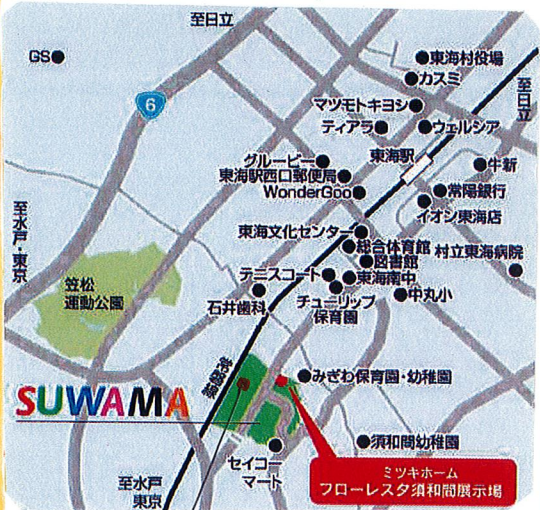 至日立
GS
東海村役場
カスミ
6
至日立
マツモトキヨシ
ティアラ
ウェルシア
東海駅
グルービー
牛新
東海駅西口郵便局
WonderGoo
常陽銀行
イオン東海店
至水戸・東京
東海文化センター
総合体育館
村立東海病院
図書館
テニスコート
東海南中
笠松
運動公園
石井歯科
チューリップ
保育園
中丸小
常磐線
みぎわ保育園・幼稚園
SUWAMA
須和間幼稚園
セイコー
マート
ミツキホーム
フローレスタ須和間展示場
至水戸
東京